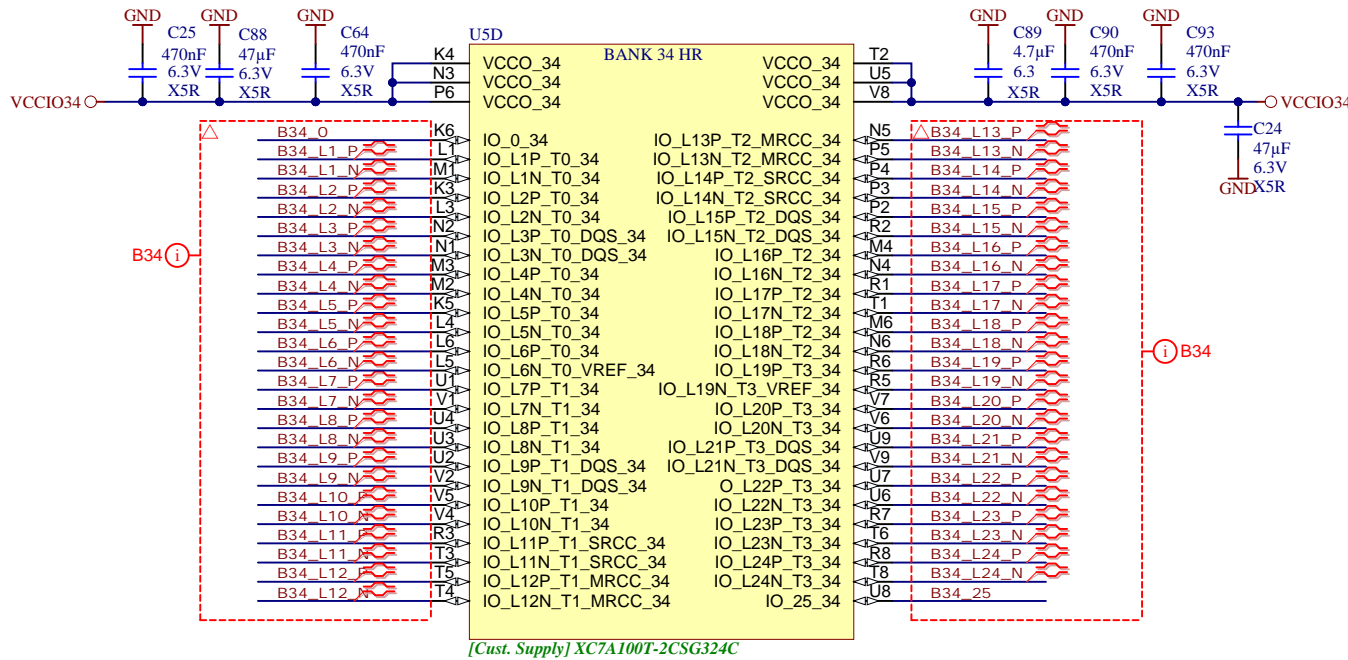 GND GND GND GND GND GND
C25 470nF 6.3V X5R
C88 47µF 6.3V X5R
C64 470nF 6.3V X5R
U5D
BANK 34 HR
C89 4.7µF 6.3 X5R
C90 470nF 6.3V X5R
C93 470nF 6.3V X5R
K4 VCCO_34 VCCO_34 T2
N3 VCCO_34 VCCO_34 U5
P6 VCCO_34 VCCO_34 V8
VCCIO34 VCCIO34
C24 47µF 6.3V X5R
GND
B34_0 K6 IO_0_34 IO_L13P_T2_MRCC_34 N5 B34_L13_P
B34_L1_P L1 IO_L1P_T0_34 IO_L13N_T2_MRCC_34 P5 B34_L13_N
B34_L1_N M1 IO_L1N_T0_34 IO_L14P_T2_SRCC_34 P4 B34_L14_P
B34_L2_P K3 IO_L2P_T0_34 IO_L14N_T2_SRCC_34 P3 B34_L14_N
B34_L2_N L3 IO_L2N_T0_34 IO_L15P_T2_DQS_34 P2 B34_L15_P
B34_L3_P N2 IO_L3P_T0_DQS_34 IO_L15N_T2_DQS_34 R2 B34_L15_N
B34 i B34_L3_N N1 IO_L3N_T0_DQS_34 IO_L16P_T2_34 M4 B34_L16_P
B34_L4_P M3 IO_L4P_T0_34 IO_L16N_T2_34 N4 B34_L16_N
B34_L4_N M2 IO_L4N_T0_34 IO_L17P_T2_34 R1 B34_L17_P
B34_L5_P K5 IO_L5P_T0_34 IO_L17N_T2_34 T1 B34_L17_N
B34_L5_N L4 IO_L5N_T0_34 IO_L18P_T2_34 M6 B34_L18_P
B34_L6_P L6 IO_L6P_T0_34 IO_L18N_T2_34 N6 B34_L18_N i B34
B34_L6_N L5 IO_L6N_T0_VREF_34 IO_L19P_T3_34 R6 B34_L19_P
B34_L7_P U1 IO_L7P_T1_34 IO_L19N_T3_VREF_34 R5 B34_L19_N
B34_L7_N V1 IO_L7N_T1_34 IO_L20P_T3_34 V7 B34_L20_P
B34_L8_P U4 IO_L8P_T1_34 IO_L20N_T3_34 V6 B34_L20_N
B34_L8_N U3 IO_L8N_T1_34 IO_L21P_T3_DQS_34 U9 B34_L21_P
B34_L9_P U2 IO_L9P_T1_DQS_34 IO_L21N_T3_DQS_34 V9 B34_L21_N
B34_L9_N V2 IO_L9N_T1_DQS_34 O_L22P_T3_34 U7 B34_L22_P
B34_L10_P V5 IO_L10P_T1_34 IO_L22N_T3_34 U6 B34_L22_N
B34_L10_N V4 IO_L10N_T1_34 IO_L23P_T3_34 R7 B34_L23_P
B34_L11_P R3 IO_L11P_T1_SRCC_34 IO_L23N_T3_34 T6 B34_L23_N
B34_L11_N T3 IO_L11N_T1_SRCC_34 IO_L24P_T3_34 R8 B34_L24_P
B34_L12_P T5 IO_L12P_T1_MRCC_34 IO_L24N_T3_34 T8 B34_L24_N
B34_L12_N T4 IO_L12N_T1_MRCC_34 IO_25_34 U8 B34_25
[Cust. Supply] XC7A100T-2CSG324C